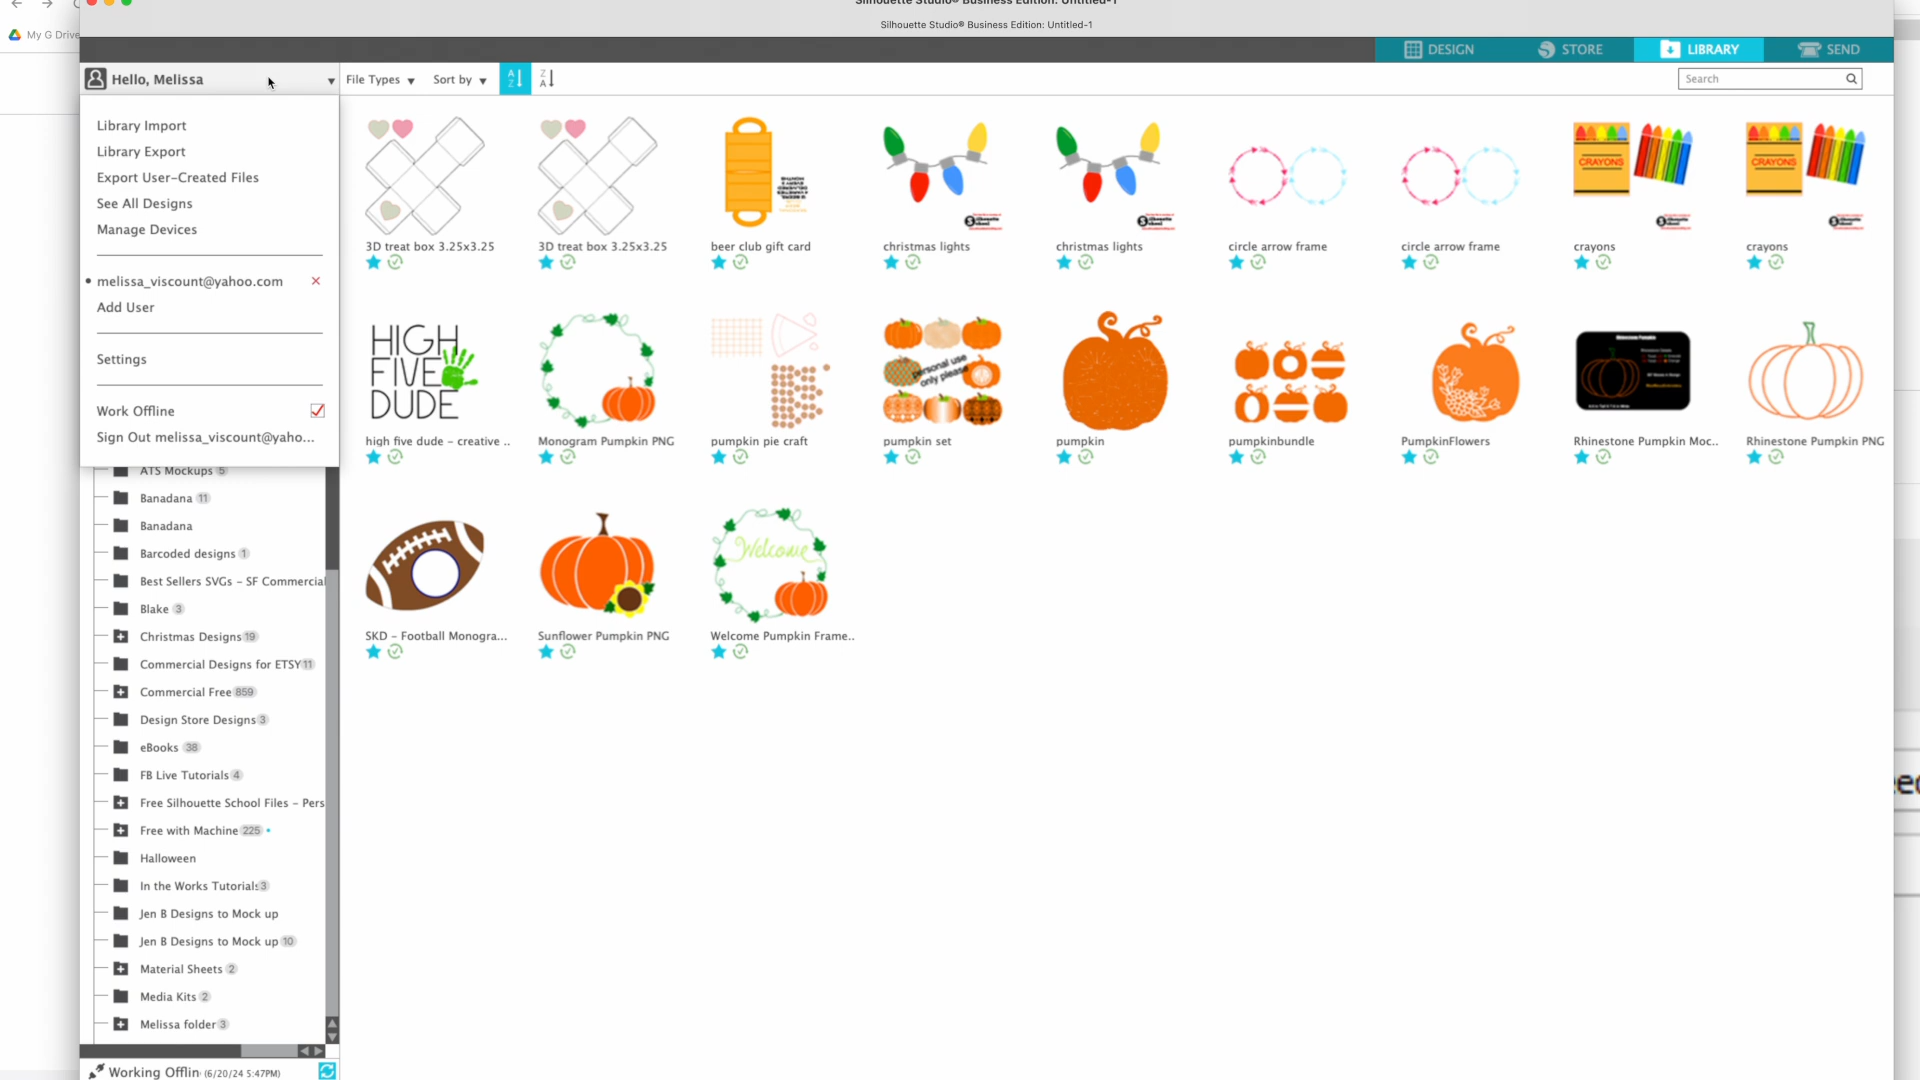 Silhouette Studio® Business Edition: Untitled-1
Silhouette Studio® Business Edition: Untitled-1
My G Drive
DESIGN
STORE
LIBRARY
SEND
Hello, Melissa
File Types
Sort by
A
Z
Z
A
Search
Library Import
Library Export
Export User-Created Files
See All Designs
Manage Devices
melissa_viscount@yahoo.com
Add User
Settings
Work Offline
Sign Out melissa_viscount@yaho...
ATS Mockups 5
Banadana 11
Banadana
Barcoded designs 1
Best Sellers SVGs - SF Commercial
Blake 3
Christmas Designs 19
Commercial Designs for ETSY 11
Commercial Free 859
Design Store Designs 3
eBooks 38
FB Live Tutorials 4
Free Silhouette School Files - Pers
Free with Machine 225
Halloween
In the Works Tutorials 3
Jen B Designs to Mock up
Jen B Designs to Mock up 10
Material Sheets 2
Media Kits 2
Melissa folder 3
Working Offlin (6/20/24 5:47PM)
CRAYONS
CRAYONS
3D treat box 3.25x3.25
3D treat box 3.25x3.25
beer club gift card
christmas lights
christmas lights
circle arrow frame
circle arrow frame
crayons
crayons
HIGH
FIVE
DUDE
personal use
only please
high five dude - creative ..
Monogram Pumpkin PNG
pumpkin pie craft
pumpkin set
pumpkin
pumpkinbundle
PumpkinFlowers
Rhinestone Pumpkin Moc..
Rhinestone Pumpkin PNG
Welcome
SKD - Football Monogra...
Sunflower Pumpkin PNG
Welcome Pumpkin Frame..